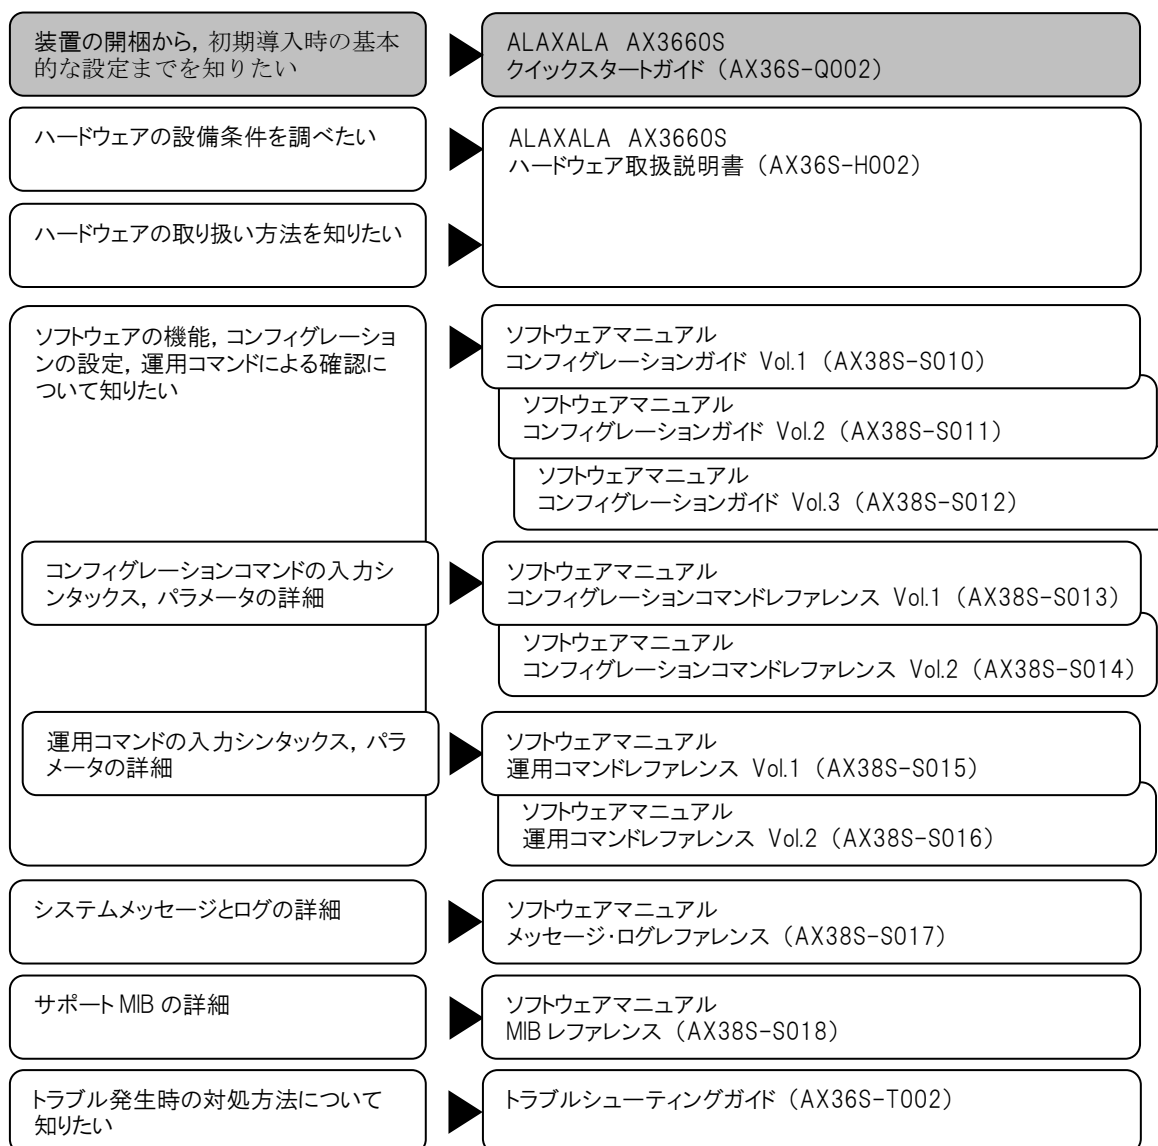 装置の開梱から，初期導入時の基本
的な設定までを知りたい
ALAXALA AX3660S
クイックスタートガイド（AX36S-Q002）
ハードウェアの設備条件を調べたい
ALAXALA AX3660S
ハードウェア取扱説明書（AX36S-H002）
ハードウェアの取り扱い方法を知りたい
ソフトウェアの機能，コンフィグレーショ
ンの設定，運用コマンドによる確認に
ついて知りたい
ソフトウェアマニュアル
コンフィグレーションガイド Vol.1（AX38S-S010）
ソフトウェアマニュアル
コンフィグレーションガイド Vol.2（AX38S-S011）
ソフトウェアマニュアル
コンフィグレーションガイド Vol.3（AX38S-S012）
コンフィグレーションコマンドの入力シ
ンタックス，パラメータの詳細
ソフトウェアマニュアル
コンフィグレーションコマンドレファレンス Vol.1（AX38S-S013）
ソフトウェアマニュアル
コンフィグレーションコマンドレファレンス Vol.2（AX38S-S014）
運用コマンドの入力シンタックス，パラ
メータの詳細
ソフトウェアマニュアル
運用コマンドレファレンス Vol.1（AX38S-S015）
ソフトウェアマニュアル
運用コマンドレファレンス Vol.2（AX38S-S016）
システムメッセージとログの詳細
ソフトウェアマニュアル
メッセージ・ログレファレンス（AX38S-S017）
サポート MIB の詳細
ソフトウェアマニュアル
MIB レファレンス（AX38S-S018）
トラブル発生時の対処方法について
知りたい
トラブルシューティングガイド（AX36S-T002）